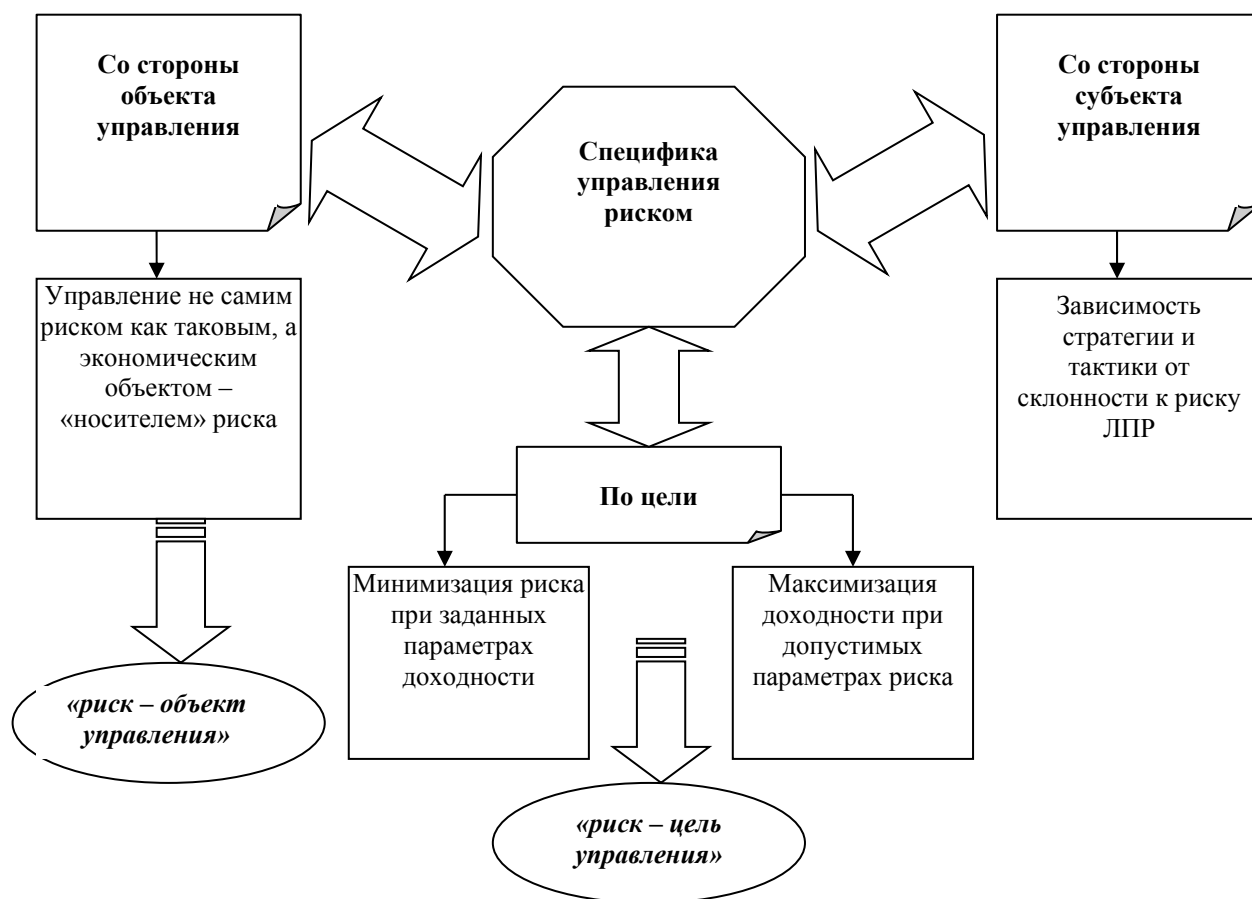 Со стороны
объекта
управления
Специфика
управления
риском
Со стороны
субъекта
управления
Управление не самим
риском как таковым, а
экономическим
объектом –
«носителем» риска
Зависимость
стратегии и
тактики от
склонности к риску
ЛПР
По цели
Минимизация риска
при заданных
параметрах
доходности
Максимизация
доходности при
допустимых
параметрах риска
«риск – объект
управления»
«риск – цель
управления»